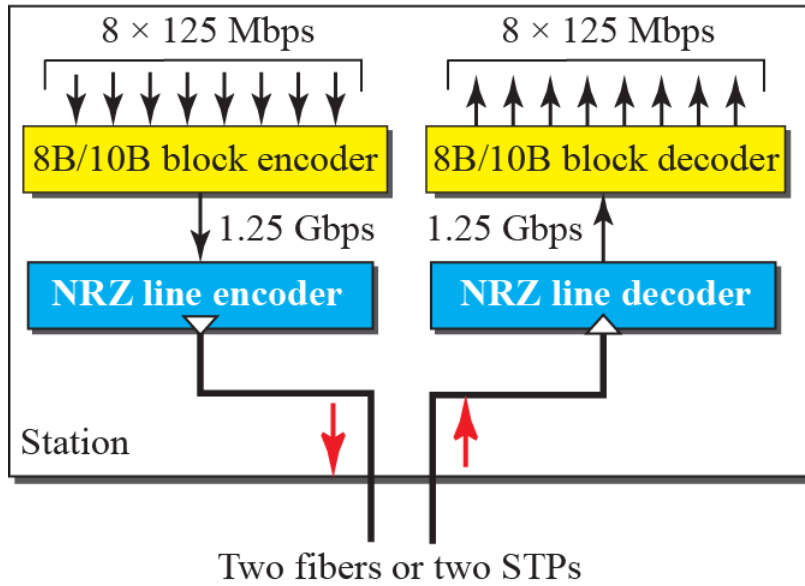 8 × 125 Mbps
8 × 125 Mbps
8B/10B block encoder
8B/10B block decoder
1.25 Gbps
1.25 Gbps
NRZ line encoder
NRZ line decoder
Station
Two fibers or two STPs